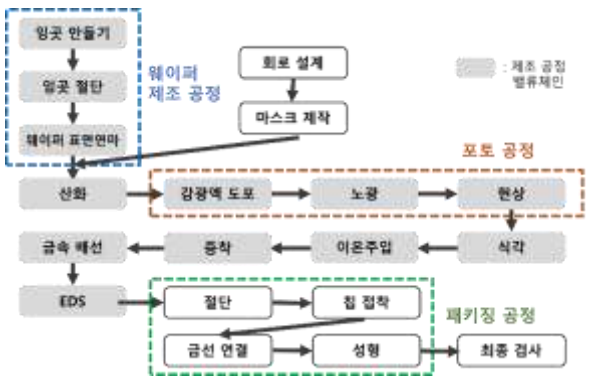 잉곳 만들기
잉곳 절단
웨이퍼 표면연마
웨이퍼
제조 공정
회로 설계
마스크 제작
: 제조 공정
밸류체인
포토 공정
산화
감광액 도포
노광
현상
금속 배선
증착
이온주입
식각
EDS
절단
칩 접착
패키징 공정
금선 연결
성형
최종 검사